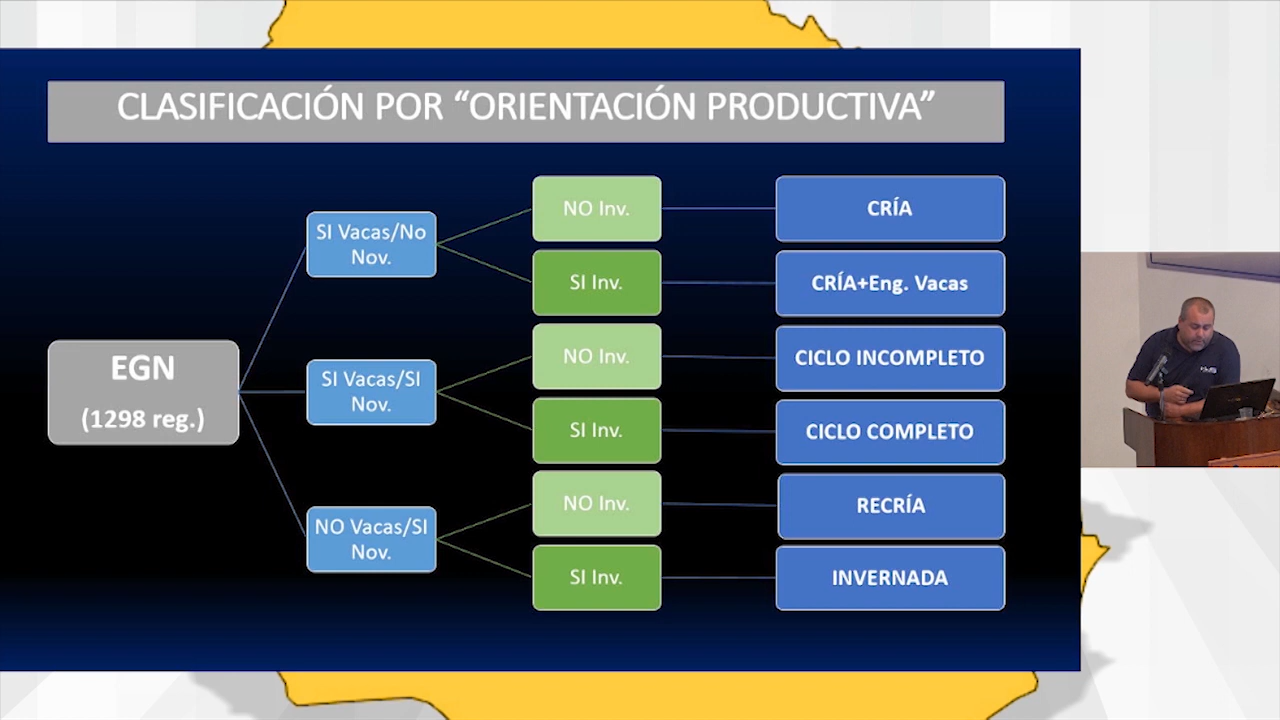 CLASIFICACIÓN POR “ORIENTACIÓN PRODUCTIVA”
EGN
(1298 reg.)
SI Vacas/No
Nov.
NO Inv.
CRÍA
SI Inv.
CRÍA+Eng. Vacas
SI Vacas/SI
Nov.
NO Inv.
CICLO INCOMPLETO
SI Inv.
CICLO COMPLETO
NO Vacas/SI
Nov.
NO Inv.
RECRÍA
SI Inv.
INVERNADA